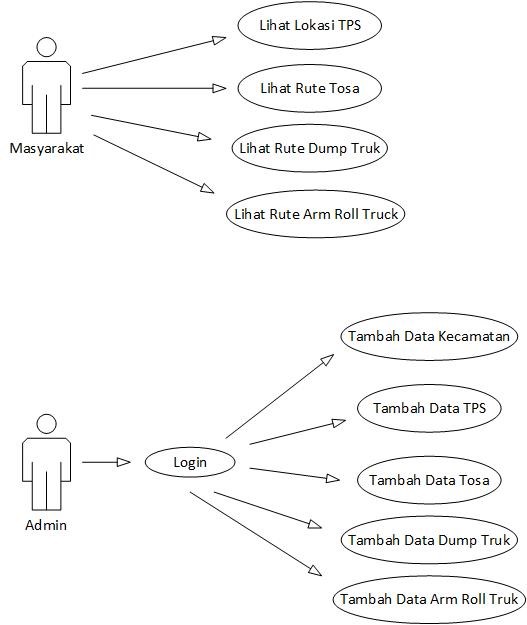 Lihat Lokasi TPS
Lihat Rute Tosa
Masyarakat
Lihat Rute Dump Truk
Lihat Rute Arm Roll Truck
Tambah Data Kecamatan
Tambah Data TPS
Login
Tambah Data Tosa
Admin
Tambah Data Dump Truk
Tambah Data Arm Roll Truk